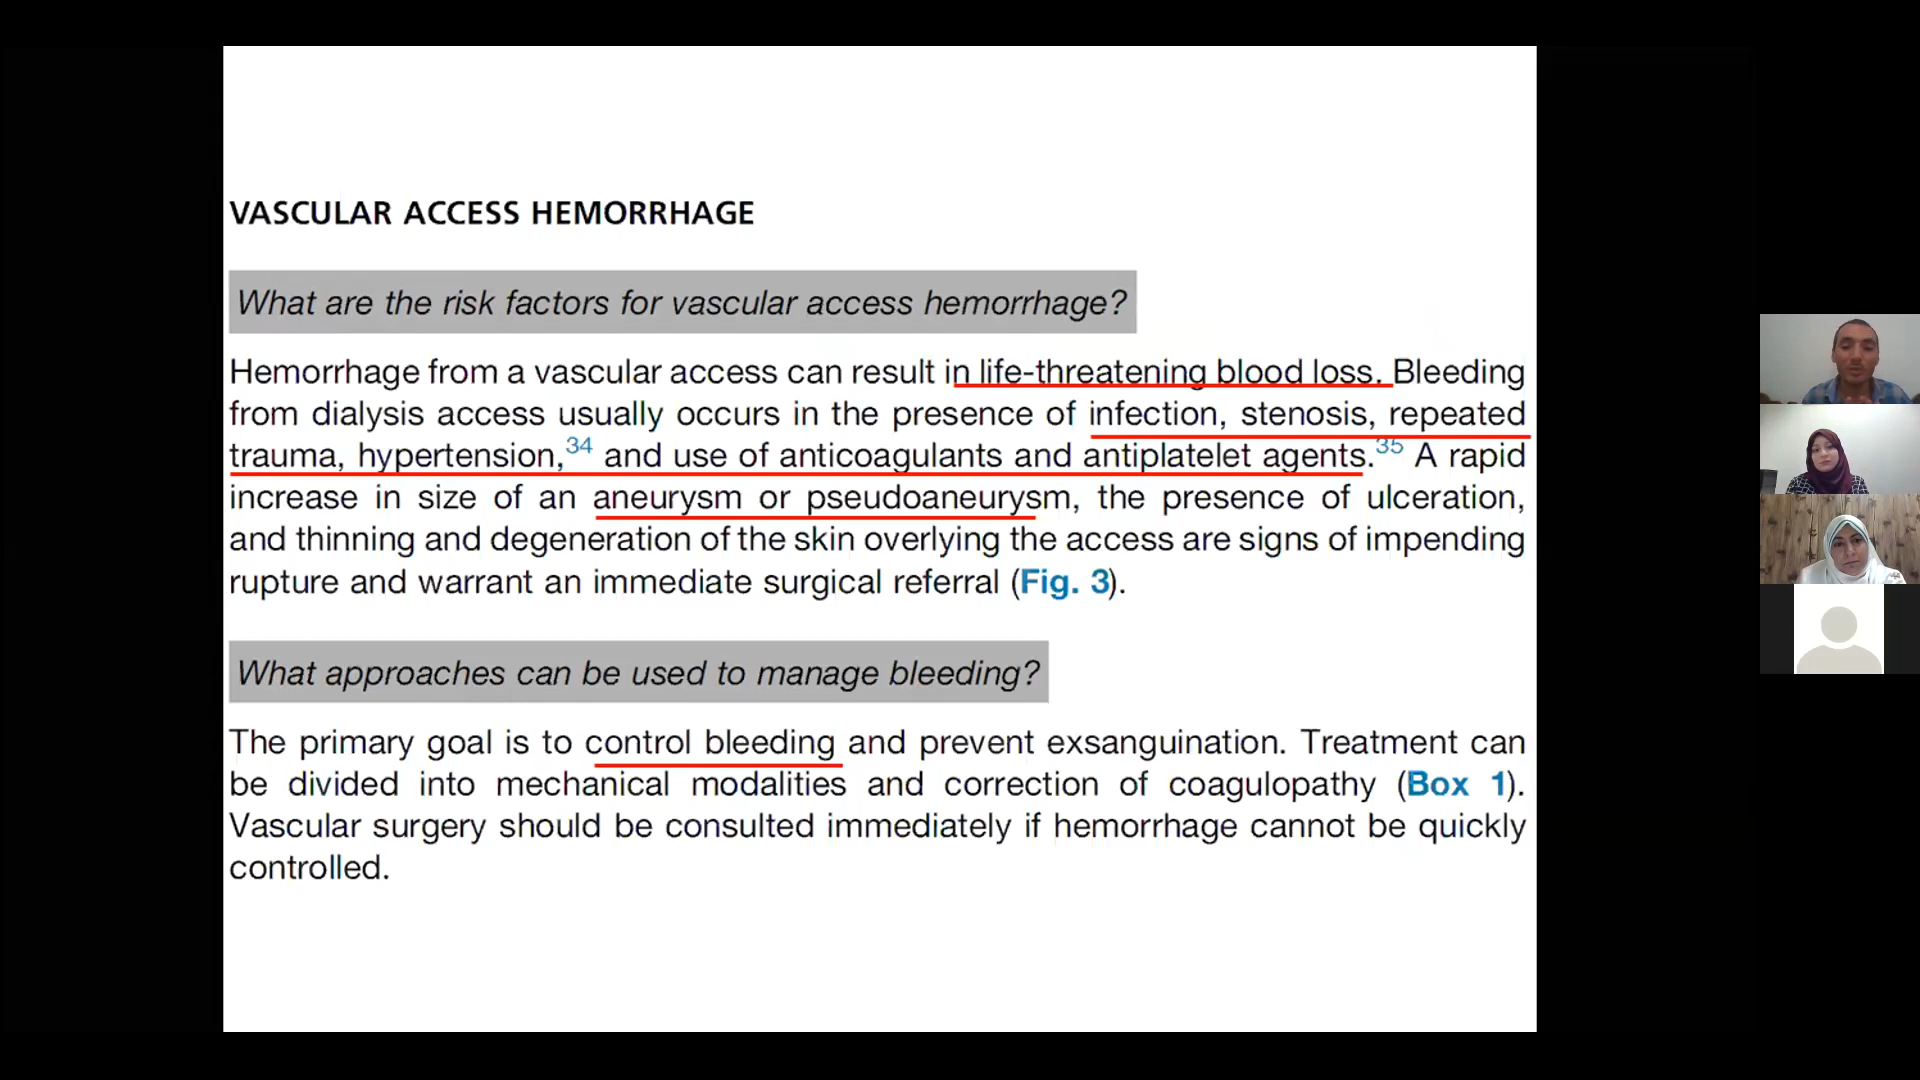 VASCULAR ACCESS HEMORRHAGE
What are the risk factors for vascular access hemorrhage?
Hemorrhage from a vascular access can result in life-threatening blood loss. Bleeding
from dialysis access usually occurs in the presence of infection, stenosis, repeated
trauma, hypertension,34 and use of anticoagulants and antiplatelet agents.35 A rapid
increase in size of an aneurysm or pseudoaneurysm, the presence of ulceration,
and thinning and degeneration of the skin overlying the access are signs of impending
rupture and warrant an immediate surgical referral (Fig. 3).
What approaches can be used to manage bleeding?
The primary goal is to control bleeding and prevent exsanguination. Treatment can
be divided into mechanical modalities and correction of coagulopathy (Box 1).
Vascular surgery should be consulted immediately if hemorrhage cannot be quickly
controlled.